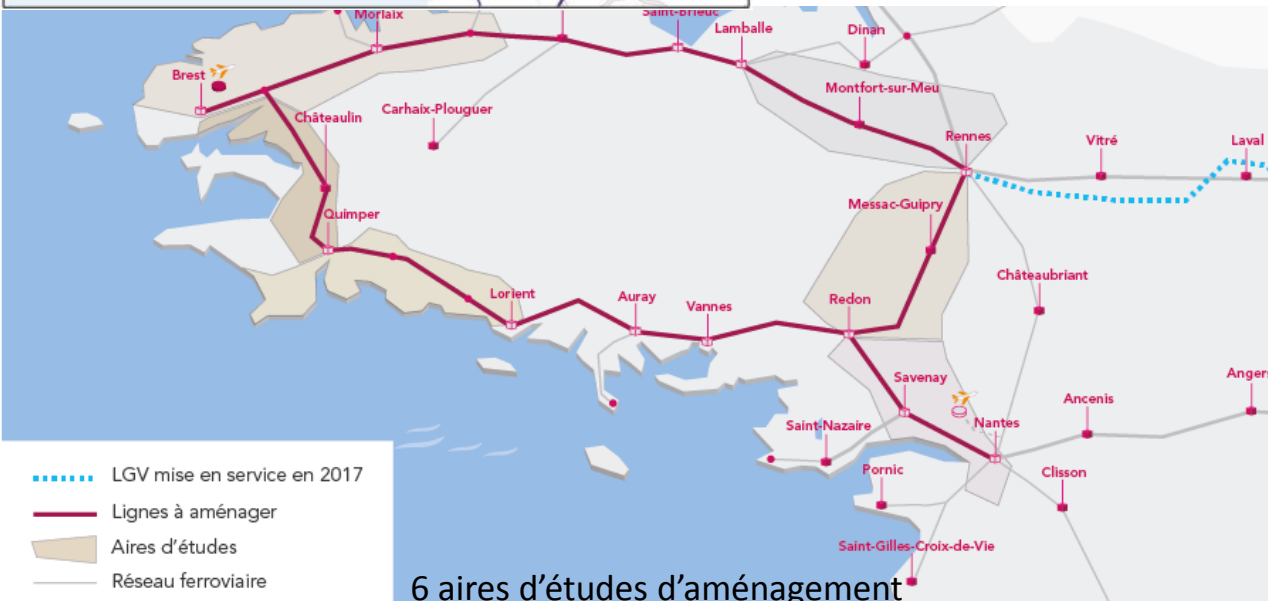 Morlaix
Saint-Brieuc
Lamballe
Dinan
Brest
Montfort-sur-Meu
Châteaulin
Carhaix-Plouguer
Rennes
Vitré
Laval
Quimper
Messac-Guipry
Châteaubriant
Lorient
Auray
Vannes
Redon
Savenay
Angers
Ancenis
Saint-Nazaire
Nantes
Pornic
Clisson
Saint-Gilles-Croix-de-Vie
LGV mise en service en 2017
Lignes à aménager
Aires d’études
Réseau ferroviaire
6 aires d’études d’aménagement